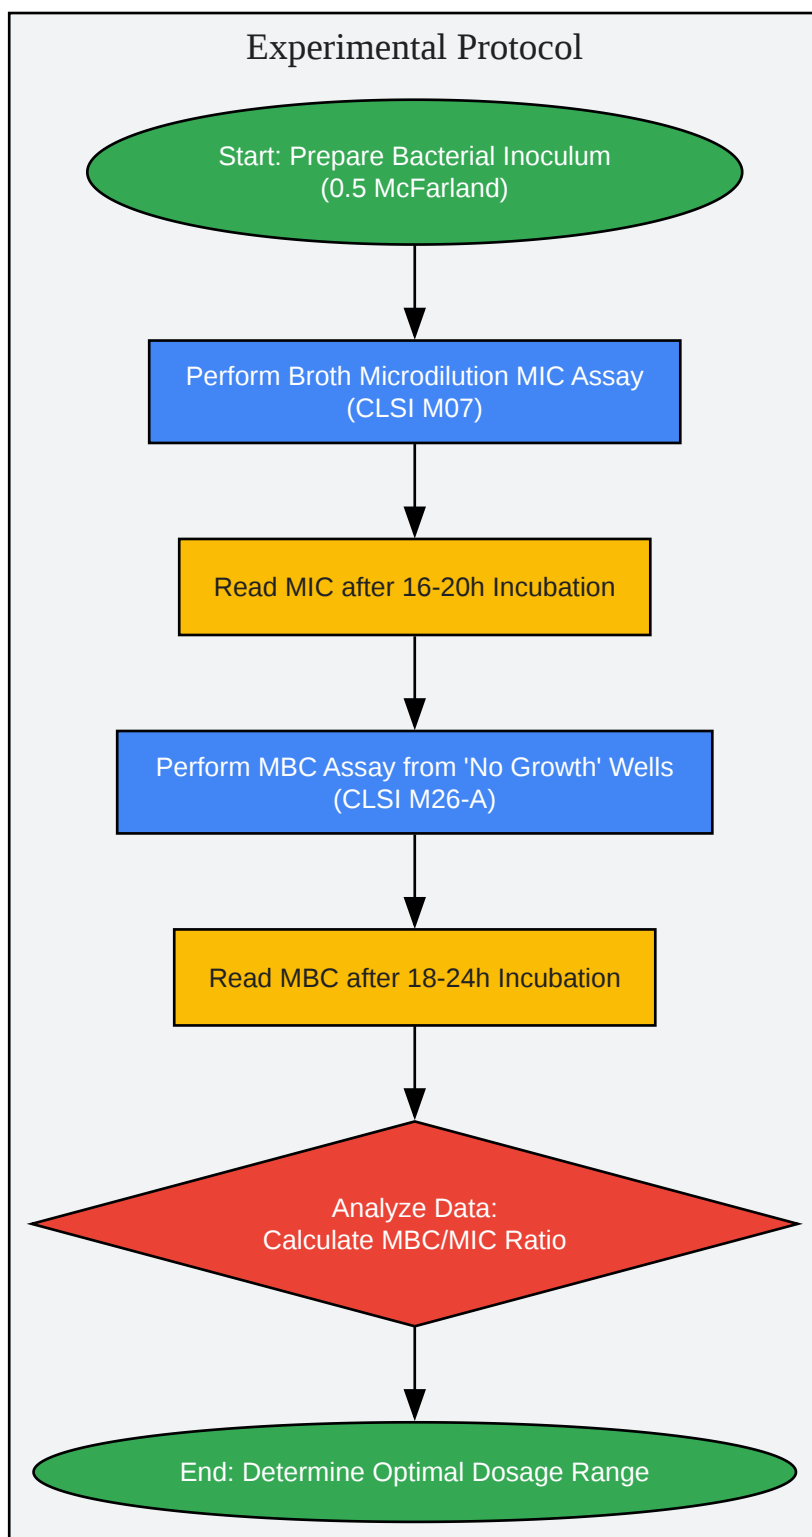 Experimental Protocol
Start: Prepare Bacterial Inoculum
(0.5 McFarland)
Perform Broth Microdilution MIC Assay
(CLSI M07)
Read MIC after 16-20h Incubation
Perform MBC Assay from 'No Growth' Wells
(CLSI M26-A)
Read MBC after 18-24h Incubation
Analyze Data:
Calculate MBC/MIC Ratio
End: Determine Optimal Dosage Range